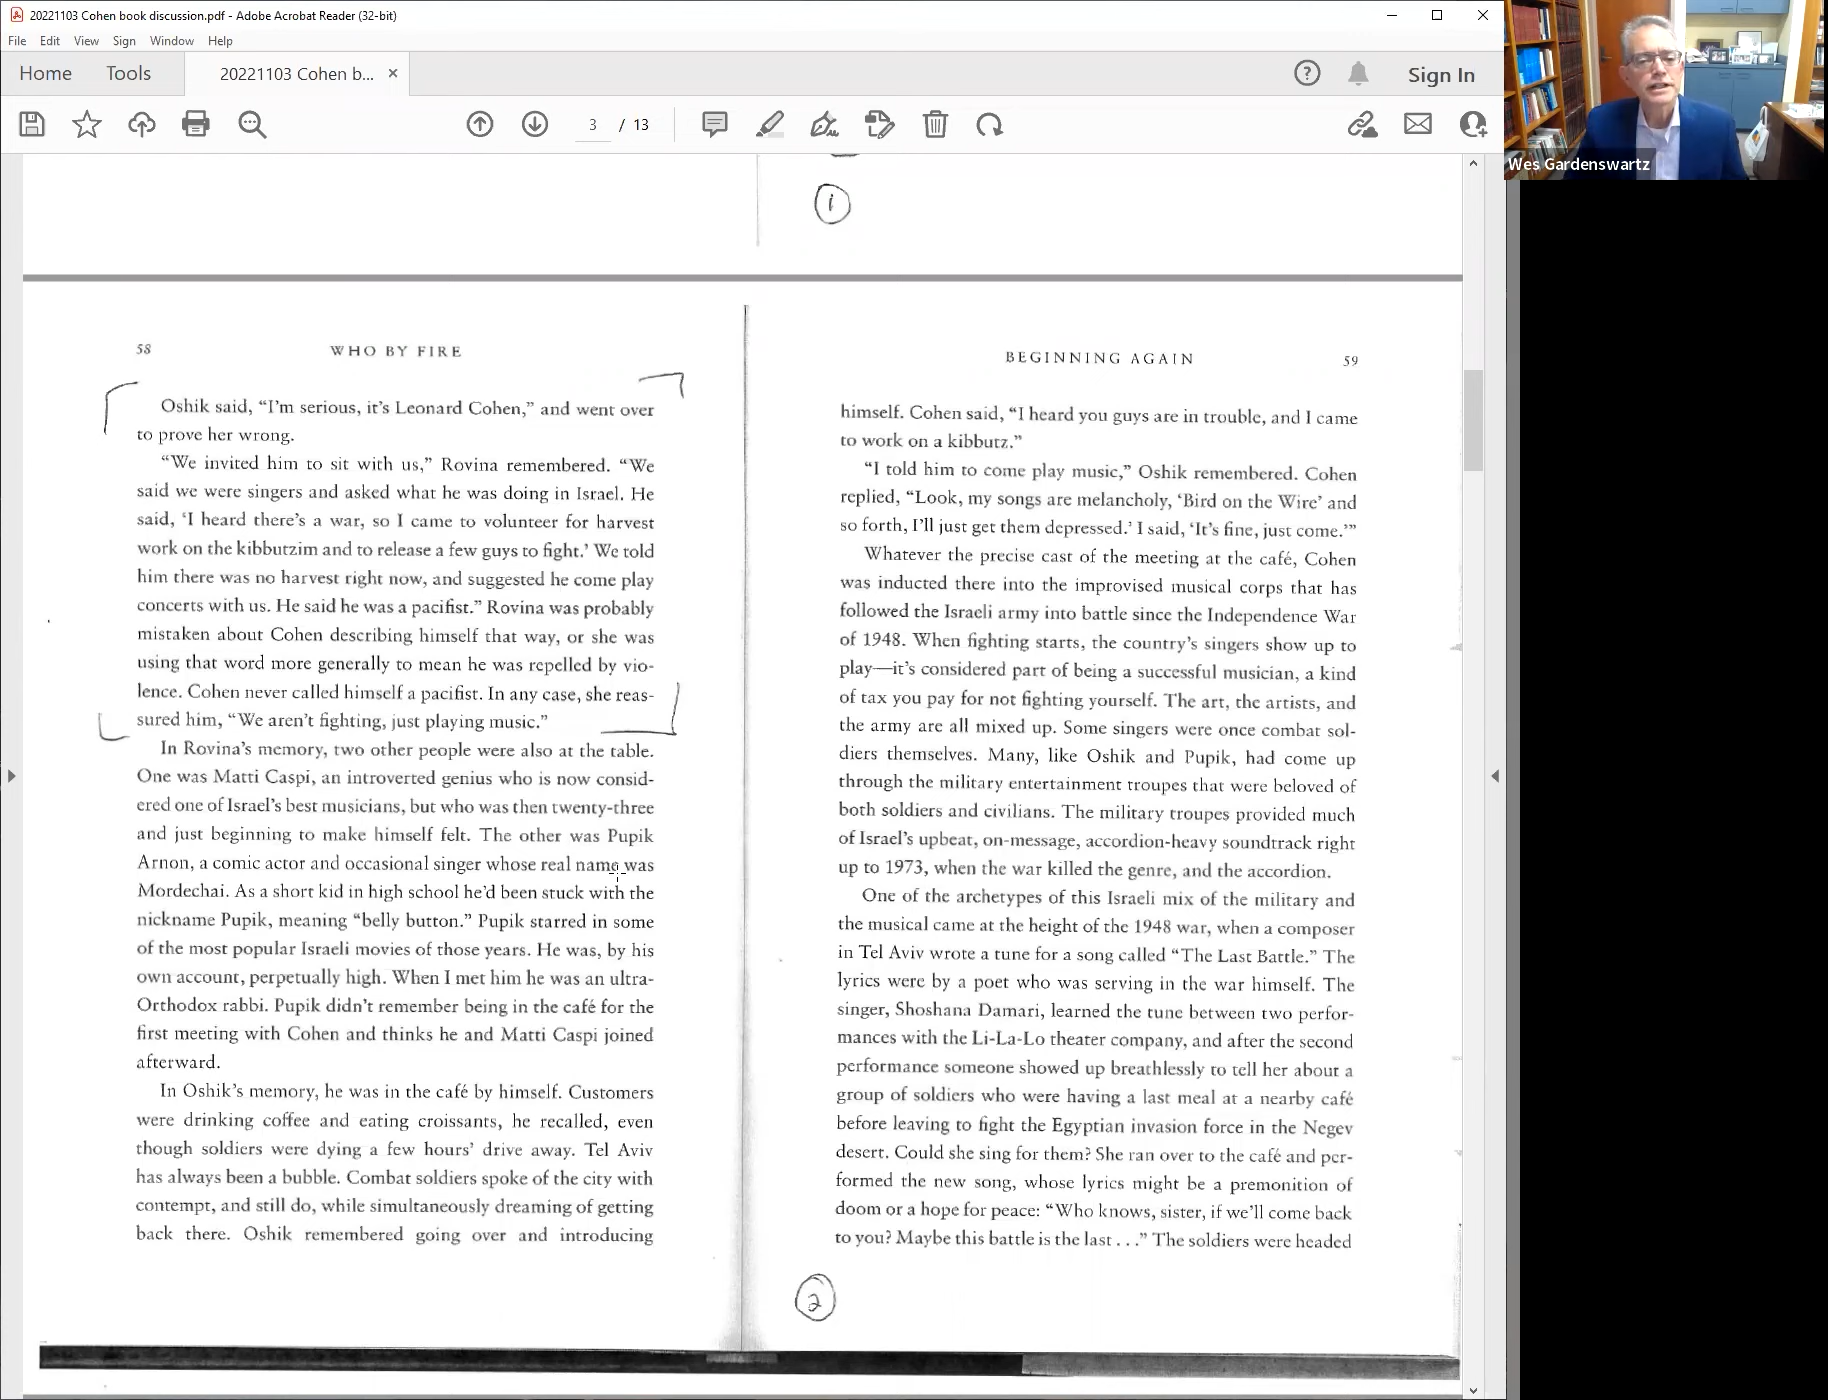 20221103 Cohen book discussion.pdf - Adobe Acrobat Reader (32-bit)
File Edit View Sign Window Help
Home Tools 20221103 Cohen b... × Sign In
3 / 13
Wes Gardenswartz
1
58 WHO BY FIRE
Oshik said, “I’m serious, it’s Leonard Cohen,” and went over
to prove her wrong.
“We invited him to sit with us,” Rovina remembered. “We
said we were singers and asked what he was doing in Israel. He
said, ‘I heard there’s a war, so I came to volunteer for harvest
work on the kibbutzim and to release a few guys to fight.’ We told
him there was no harvest right now, and suggested he come play
concerts with us. He said he was a pacifist.” Rovina was probably
mistaken about Cohen describing himself that way, or she was
using that word more generally to mean he was repelled by vio-
lence. Cohen never called himself a pacifist. In any case, she reas-
sured him, “We aren’t fighting, just playing music.”
In Rovina’s memory, two other people were also at the table.
One was Matti Caspi, an introverted genius who is now consid-
ered one of Israel’s best musicians, but who was then twenty-three
and just beginning to make himself felt. The other was Pupik
Arnon, a comic actor and occasional singer whose real name was
Mordechai. As a short kid in high school he’d been stuck with the
nickname Pupik, meaning “belly button.” Pupik starred in some
of the most popular Israeli movies of those years. He was, by his
own account, perpetually high. When I met him he was an ultra-
Orthodox rabbi. Pupik didn’t remember being in the café for the
first meeting with Cohen and thinks he and Matti Caspi joined
afterward.
In Oshik’s memory, he was in the café by himself. Customers
were drinking coffee and eating croissants, he recalled, even
though soldiers were dying a few hours’ drive away. Tel Aviv
has always been a bubble. Combat soldiers spoke of the city with
contempt, and still do, while simultaneously dreaming of getting
back there. Oshik remembered going over and introducing
BEGINNING AGAIN 59
himself. Cohen said, “I heard you guys are in trouble, and I came
to work on a kibbutz.”
“I told him to come play music,” Oshik remembered. Cohen
replied, “Look, my songs are melancholy, ‘Bird on the Wire’ and
so forth, I’ll just get them depressed.’ I said, ‘It’s fine, just come.’”
Whatever the precise cast of the meeting at the café, Cohen
was inducted there into the improvised musical corps that has
followed the Israeli army into battle since the Independence War
of 1948. When fighting starts, the country’s singers show up to
play—it’s considered part of being a successful musician, a kind
of tax you pay for not fighting yourself. The art, the artists, and
the army are all mixed up. Some singers were once combat sol-
diers themselves. Many, like Oshik and Pupik, had come up
through the military entertainment troupes that were beloved of
both soldiers and civilians. The military troupes provided much
of Israel’s upbeat, on-message, accordion-heavy soundtrack right
up to 1973, when the war killed the genre, and the accordion.
One of the archetypes of this Israeli mix of the military and
the musical came at the height of the 1948 war, when a composer
in Tel Aviv wrote a tune for a song called “The Last Battle.” The
lyrics were by a poet who was serving in the war himself. The
singer, Shoshana Damari, learned the tune between two perfor-
mances with the Li-La-Lo theater company, and after the second
performance someone showed up breathlessly to tell her about a
group of soldiers who were having a last meal at a nearby café
before leaving to fight the Egyptian invasion force in the Negev
desert. Could she sing for them? She ran over to the café and per-
formed the new song, whose lyrics might be a premonition of
doom or a hope for peace: “Who knows, sister, if we’ll come back
to you? Maybe this battle is the last . . .” The soldiers were headed
2